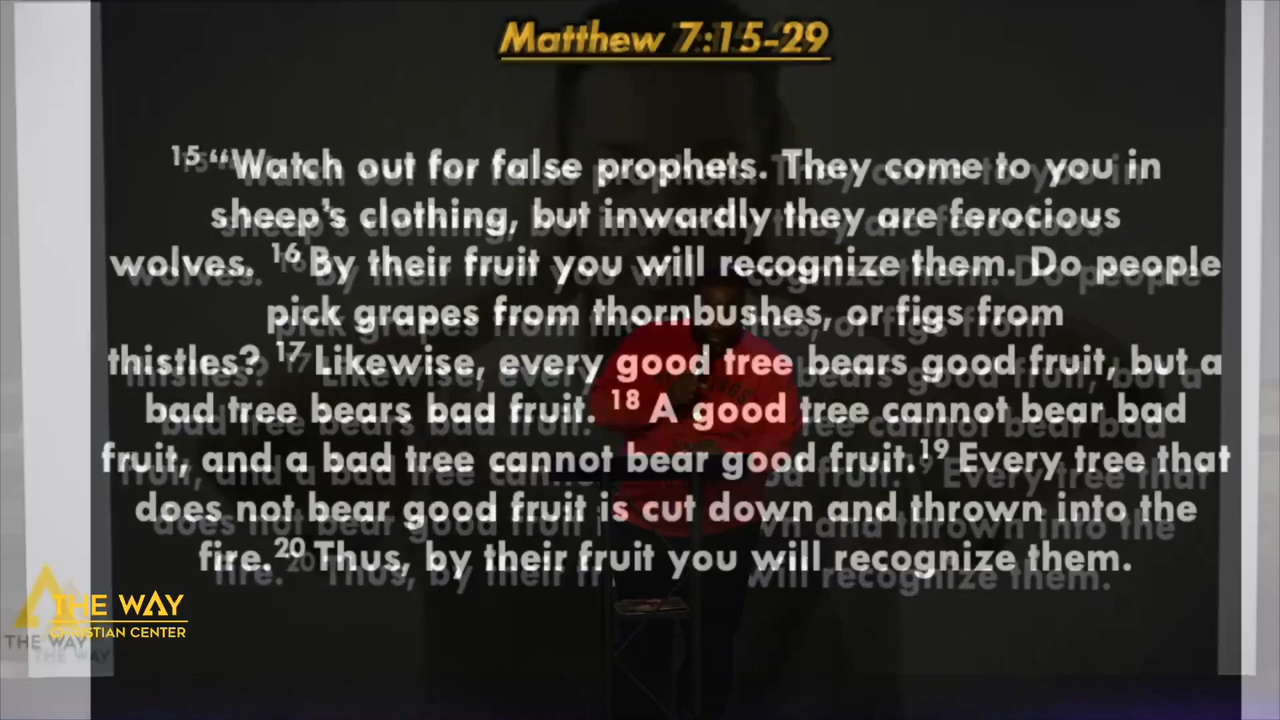 Matthew 7:15-29
15 “Watch out for false prophets. They come to you in
sheep’s clothing, but inwardly they are ferocious
wolves. 16 By their fruit you will recognize them. Do people
pick grapes from thornbushes, or figs from
thistles? 17 Likewise, every good tree bears good fruit, but a
bad tree bears bad fruit. 18 A good tree cannot bear bad
fruit, and a bad tree cannot bear good fruit.19 Every tree that
does not bear good fruit is cut down and thrown into the
fire.20 Thus, by their fruit you will recognize them.
THE WAY
CHRISTIAN CENTER
THE WAY
THE WAY